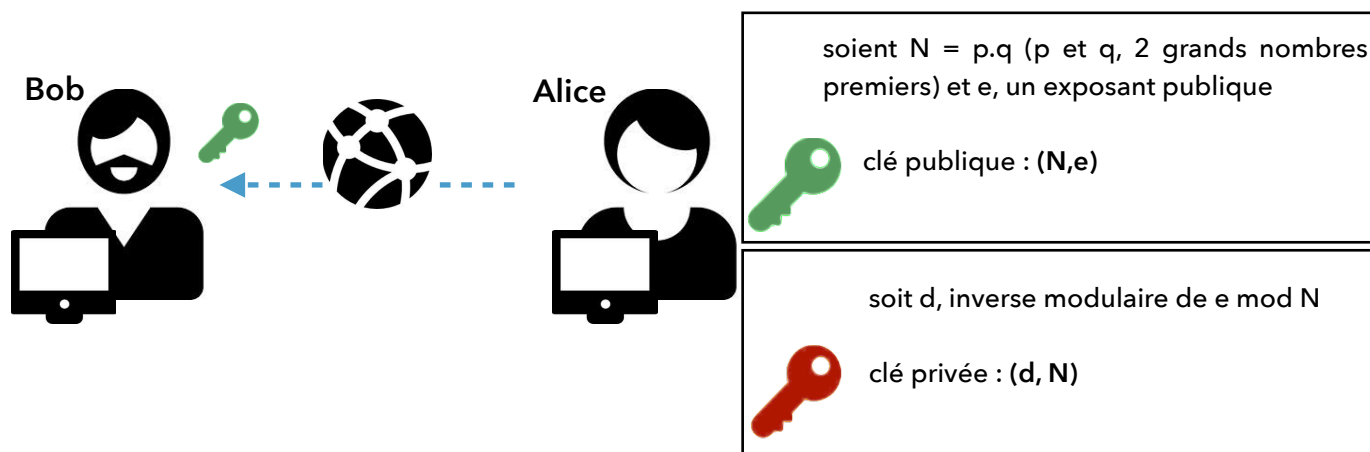 Bob
Alice
soient N = p.q (p et q, 2 grands nombres
premiers) et e, un exposant publique
clé publique : (N,e)
soit d, inverse modulaire de e mod N
clé privée : (d, N)